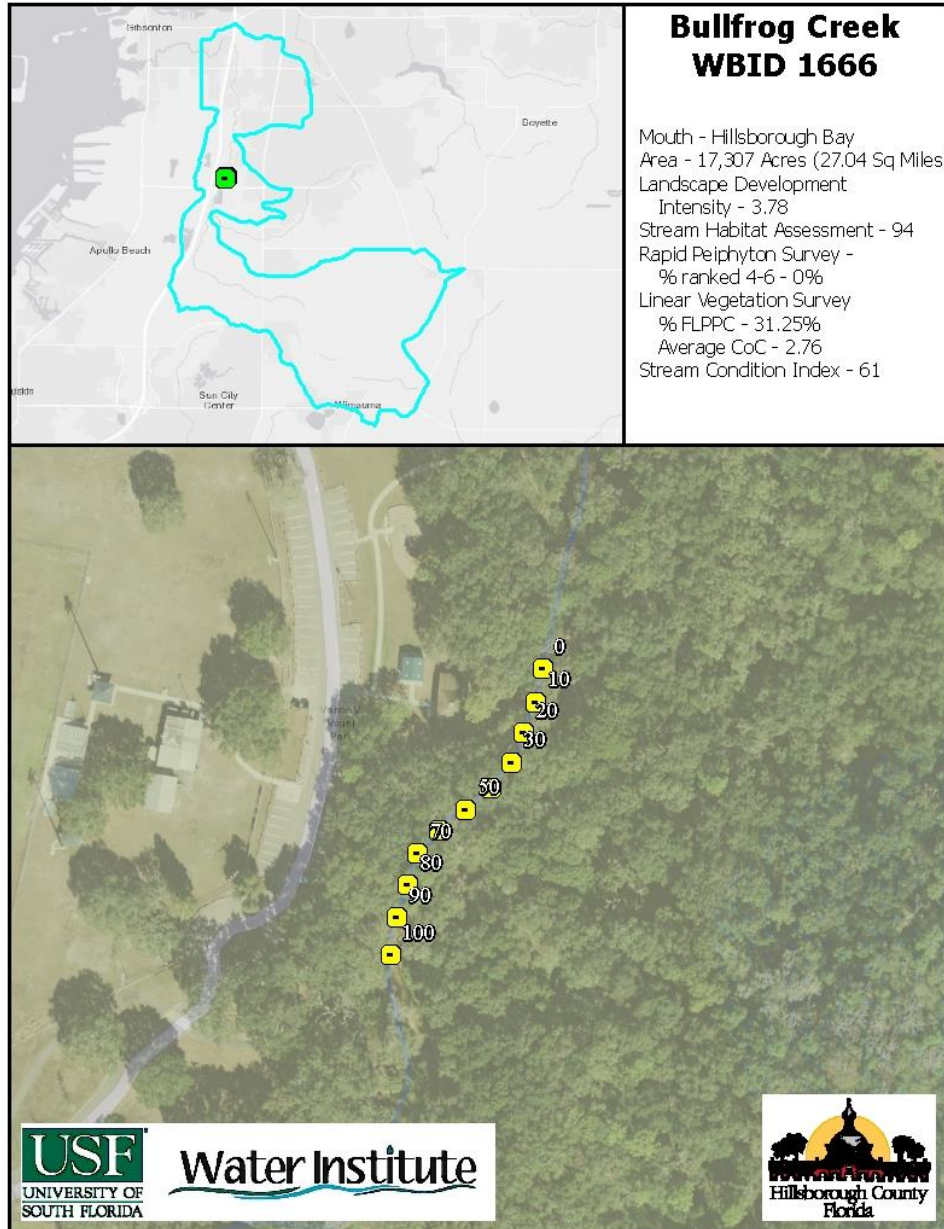 Bullfrog Creek
WBID 1666
Mouth - Hillsborough Bay
Area - 17,307 Acres (27.04 Sq Miles
Landscape Development
Intensity - 3.78
Stream Habitat Assessment - 94
Rapid Peiphyton Survey -
% ranked 4-6 - 0%
Linear Vegetation Survey
% FLPPC - 31.25%
Average CoC - 2.76
Stream Condition Index - 61
Gibsonton
Boyette
Apollo Beach
uskin
Sun City
Center
Wimauma
0
10
20
30
50
70
80
90
100
USF
UNIVERSITY OF
SOUTH FLORIDA
Water Institute
Hillsborough County
Florida